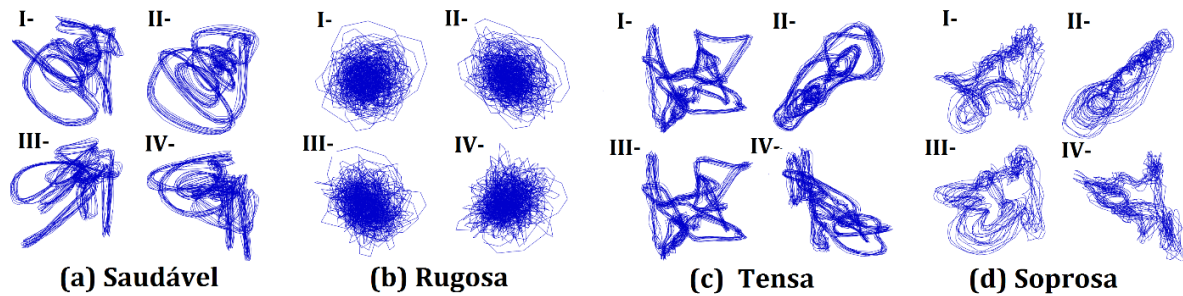 I- II- I- II- I- II- I- II-
III- IV- III- IV- III- IV- III- IV-
(a) Saudável (b) Rugosa (c) Tensa (d) Soprosa